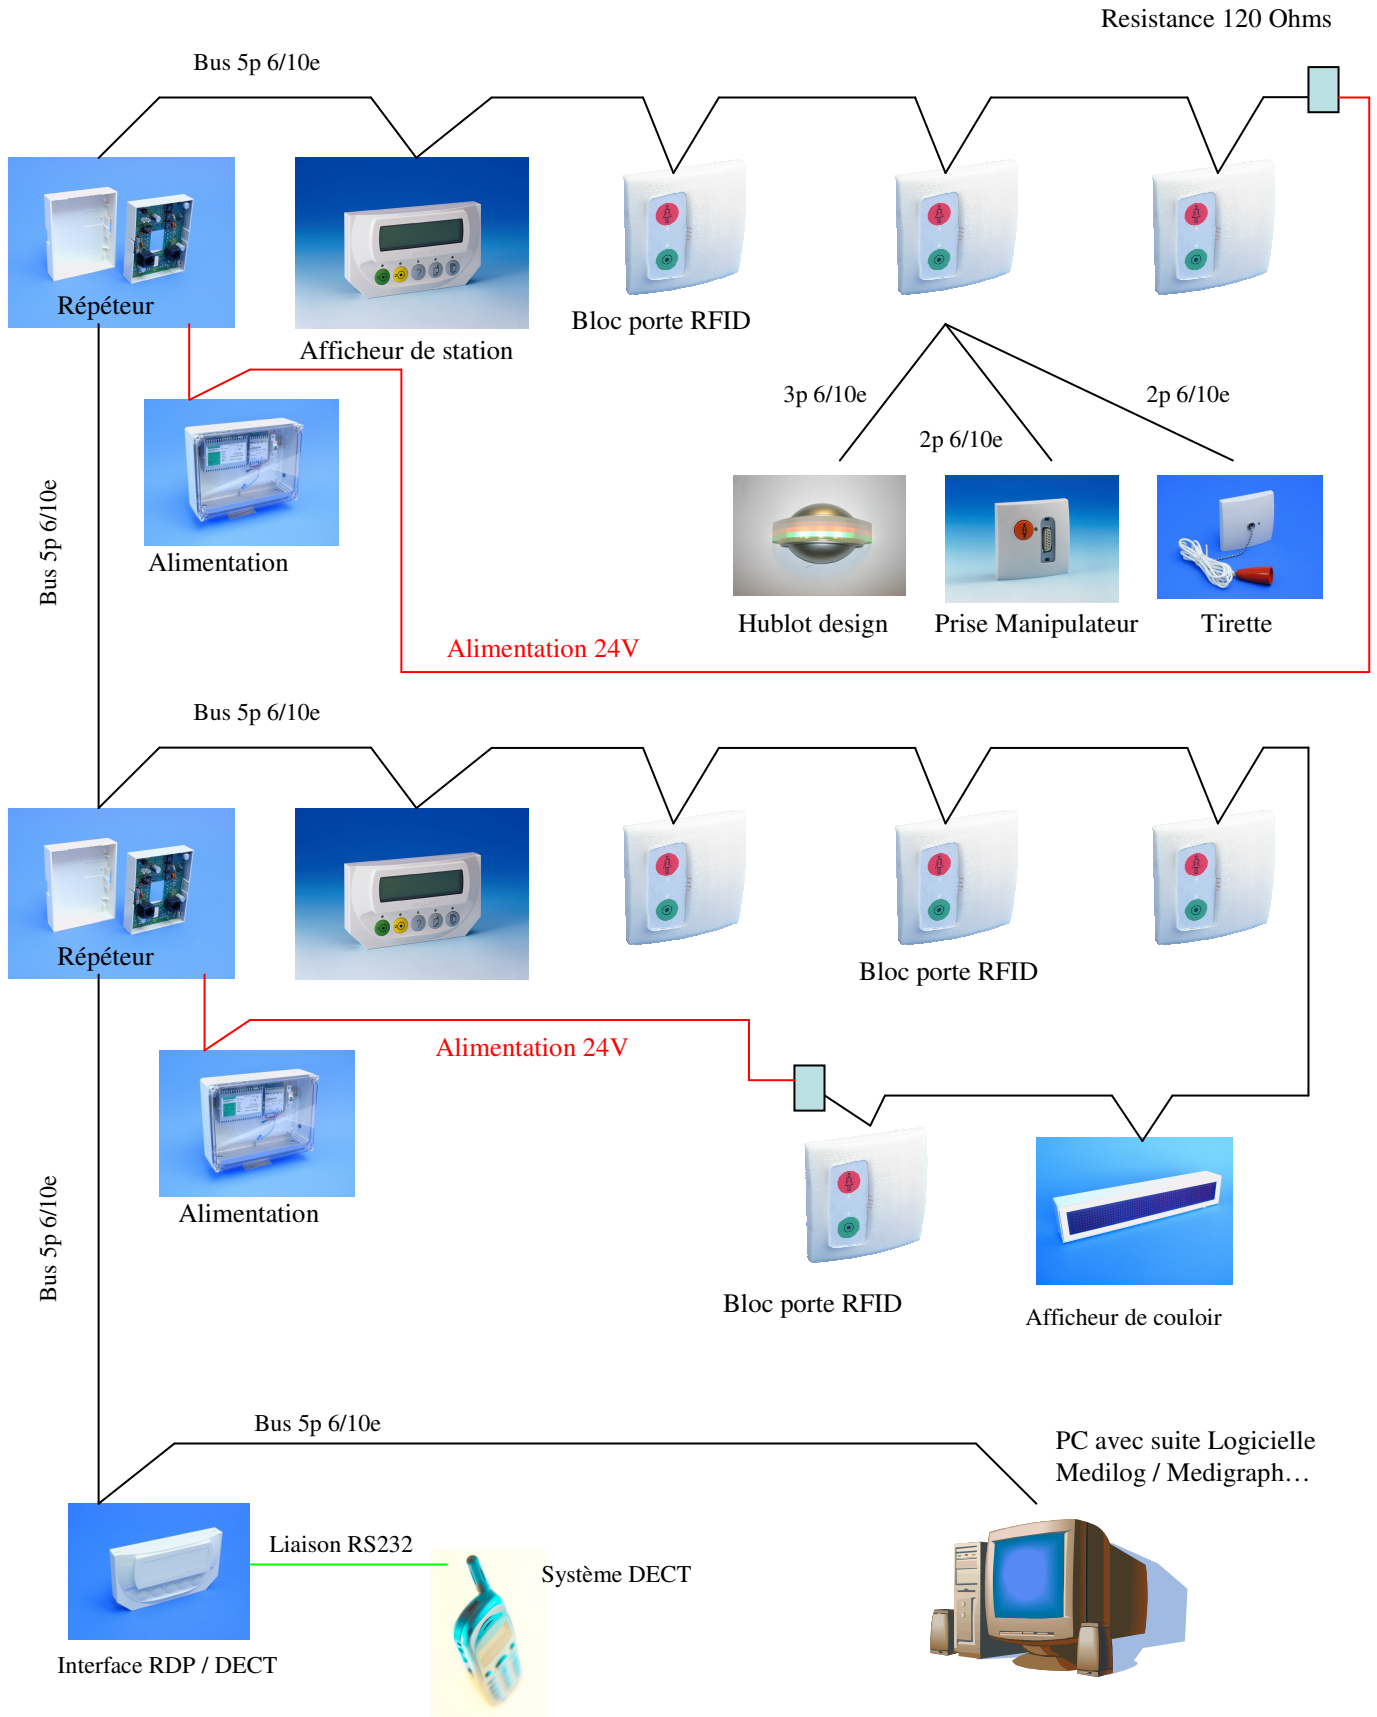 Resistance 120 Ohms
Bus 5p 6/10e
Répéteur
Afficheur de station
Bloc porte RFID
3p 6/10e
2p 6/10e
2p 6/10e
Alimentation
Bus 5p 6/10e
Hublot design
Prise Manipulateur
Tirette
Alimentation 24V
Bus 5p 6/10e
Répéteur
Bloc porte RFID
Alimentation 24V
Alimentation
Bus 5p 6/10e
Bloc porte RFID
Afficheur de couloir
Bus 5p 6/10e
PC avec suite Logicielle
Medilog / Medigraph…
Liaison RS232
Système DECT
Interface RDP / DECT